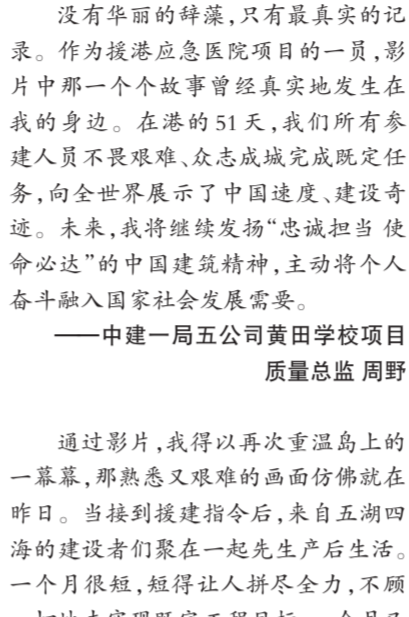 没有华丽的辞藻，只有最真实的记
录。作为援港应急医院项目的一员，影
片中那一个个故事曾经真实地发生在
我的身边。在港的51天，我们所有参
建人员不畏艰难、众志成城完成既定任
务，向全世界展示了中国速度、建设奇
迹。未来，我将继续发扬“忠诚担当 使
命必达”的中国建筑精神，主动将个人
奋斗融入国家社会发展需要。
——中建一局五公司黄田学校项目
质量总监 周野
通过影片，我得以再次重温岛上的
一幕幕，那熟悉又艰难的画面仿佛就在
昨日。当接到援建指令后，来自五湖四
海的建设者们聚在一起先生产后生活。
一个月很短，短得让人拼尽全力，不顾